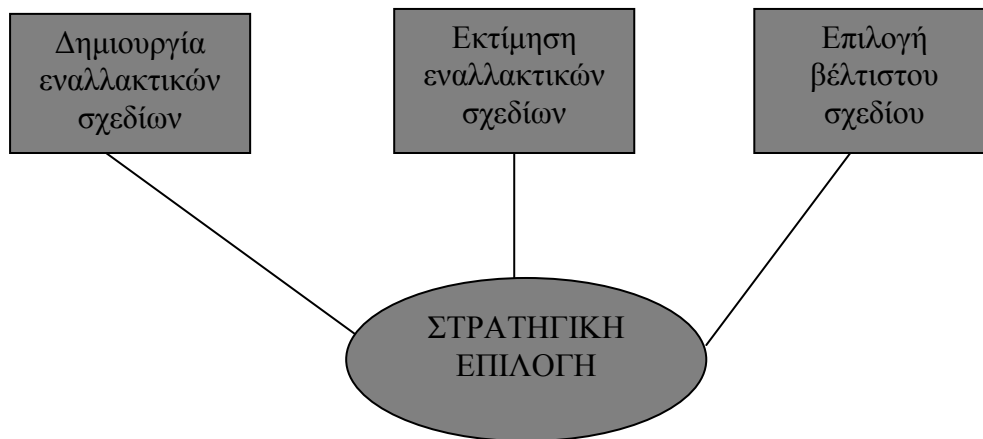 Δημιουργία
εναλλακτικών
σχεδίων
Εκτίμηση
εναλλακτικών
σχεδίων
Επιλογή
βέλτιστου
σχεδίου
ΣΤΡΑΤΗΓΙΚΗ
ΕΠΙΛΟΓΗ